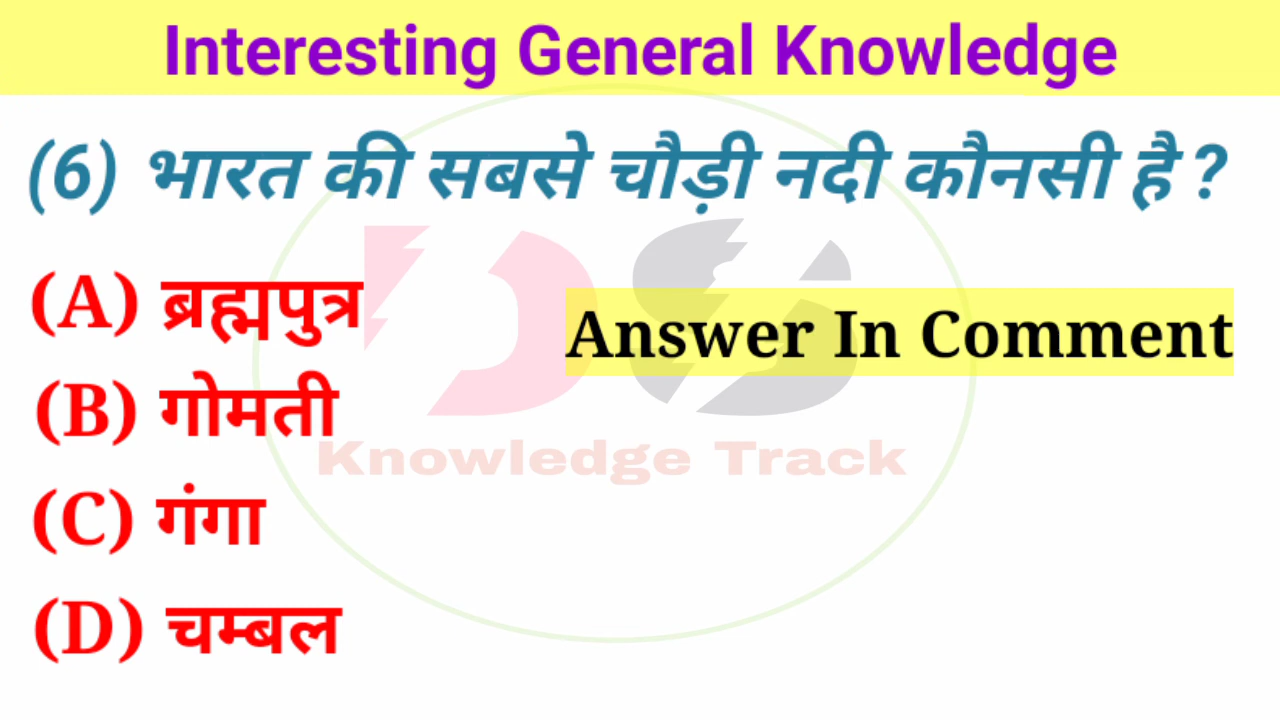 Interesting General Knowledge
(6) भारत की सबसे चौड़ी नदी कौनसी है ?
(A) ब्रह्मपुत्र
Answer In Comment
(B) गोमती
Knowledge Track
(C) गंगा
(D) चम्बल